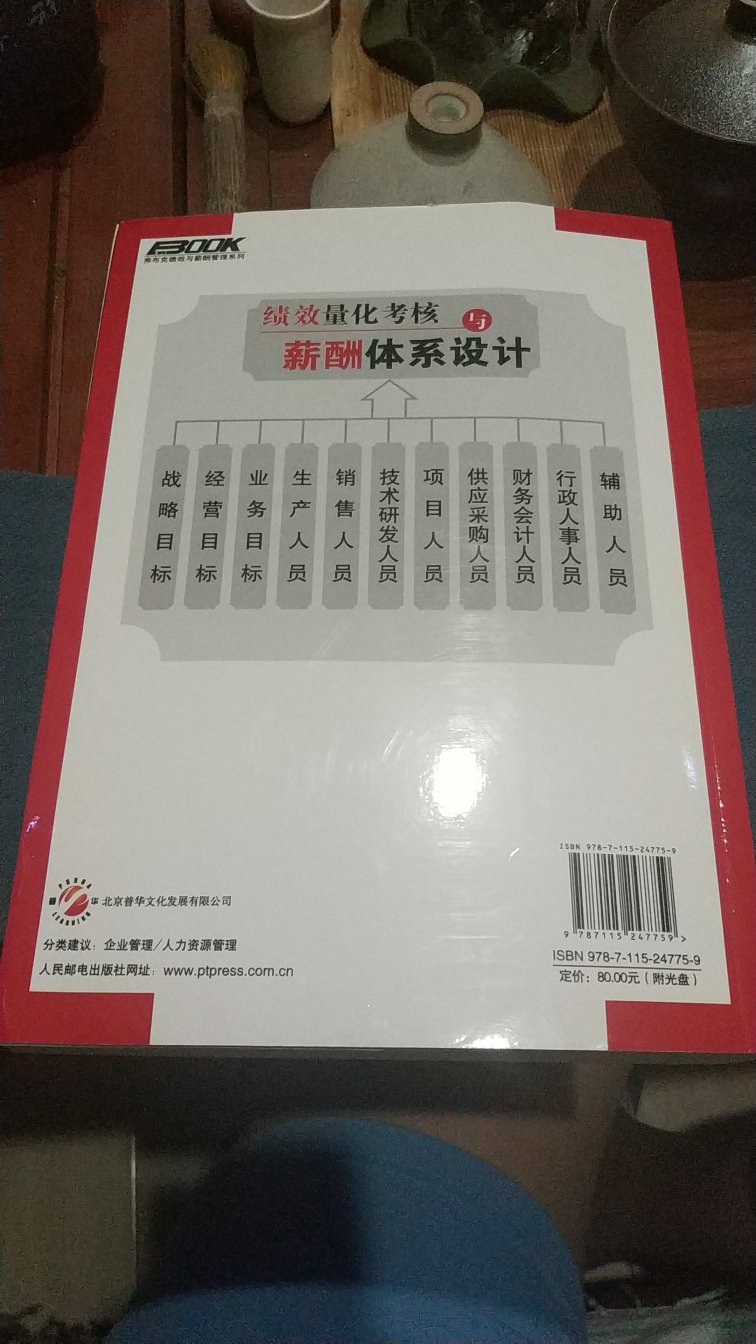 FBOOK
弗布克绩效与薪酬管理系列
绩效量化考核与
薪酬体系设计
战略目标
经营目标
业务目标
生产人员
销售人员
技术研发人员
项目人员
供应采购人员
财务会计人员
行政人事人员
辅助人员
ISBN 978-7-115-24775-9
9 787115 247759 >
ISBN 978-7-115-24775-9
定价：80.00元（附光盘）
PUHUA
普 华
LEARNING
北京普华文化发展有限公司
分类建议：企业管理/人力资源管理
人民邮电出版社网址：www.ptpress.com.cn